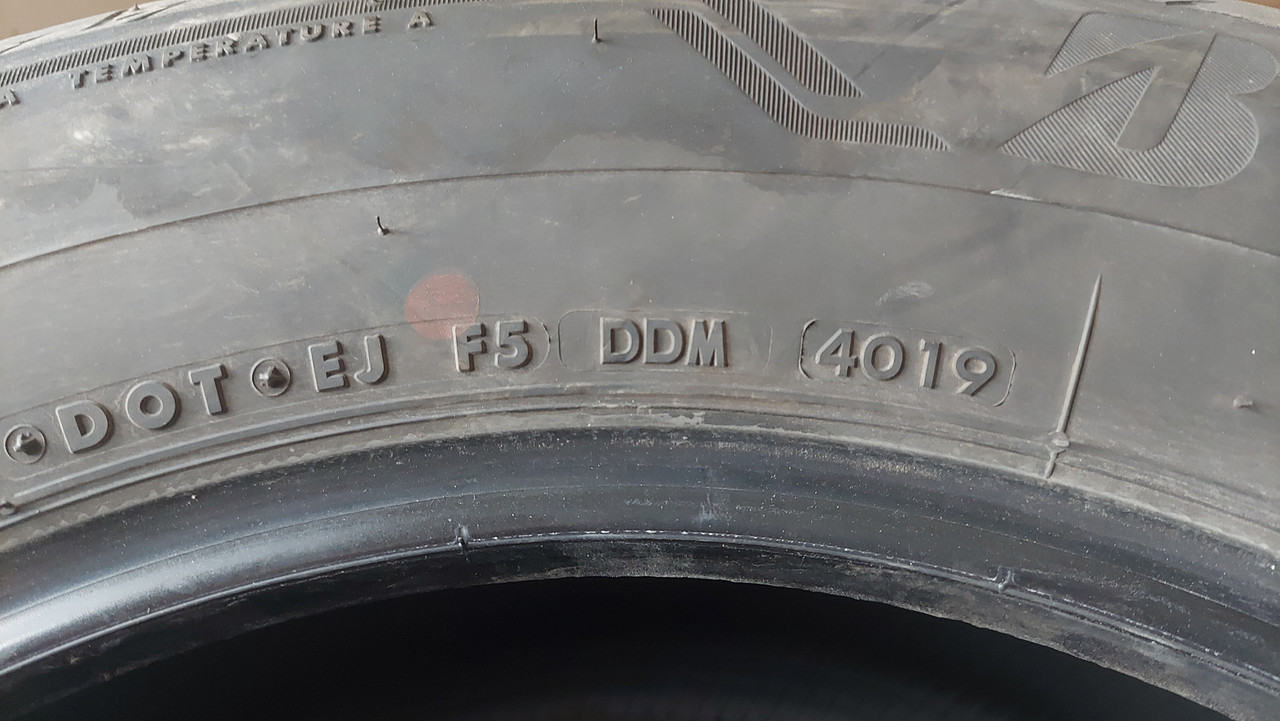 A TEMPERATURE A
B
DOT EJ F5 DDM 4019